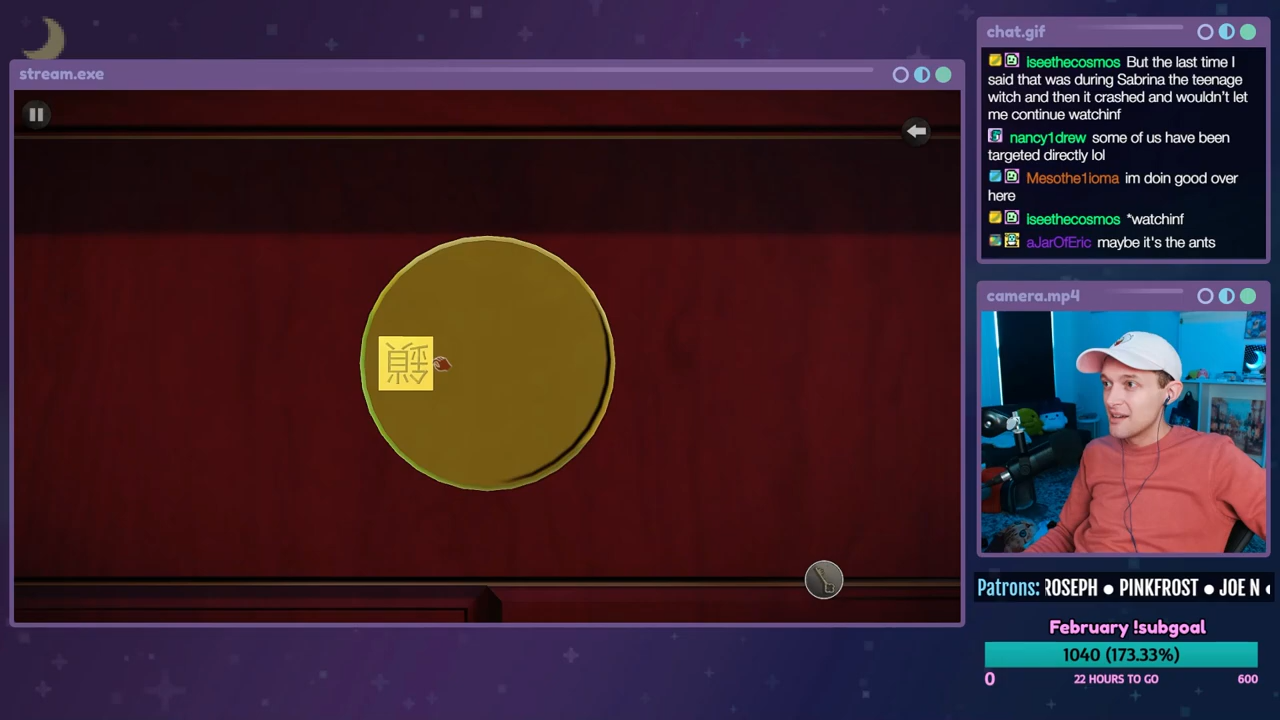 stream.exe
chat.gif
iseethecosmos But the last time I
said that was during Sabrina the teenage
witch and then it crashed and wouldn't let
me continue watchinf
nancy1drew some of us have been
targeted directly lol
Mesothe1ioma im doin good over
here
iseethecosmos *watchinf
aJarOfEric maybe it's the ants
camera.mp4
Patrons: ROSEPH ● PINKFROST ● JOE N
February !subgoal
1040 (173.33%)
0 22 HOURS TO GO 600